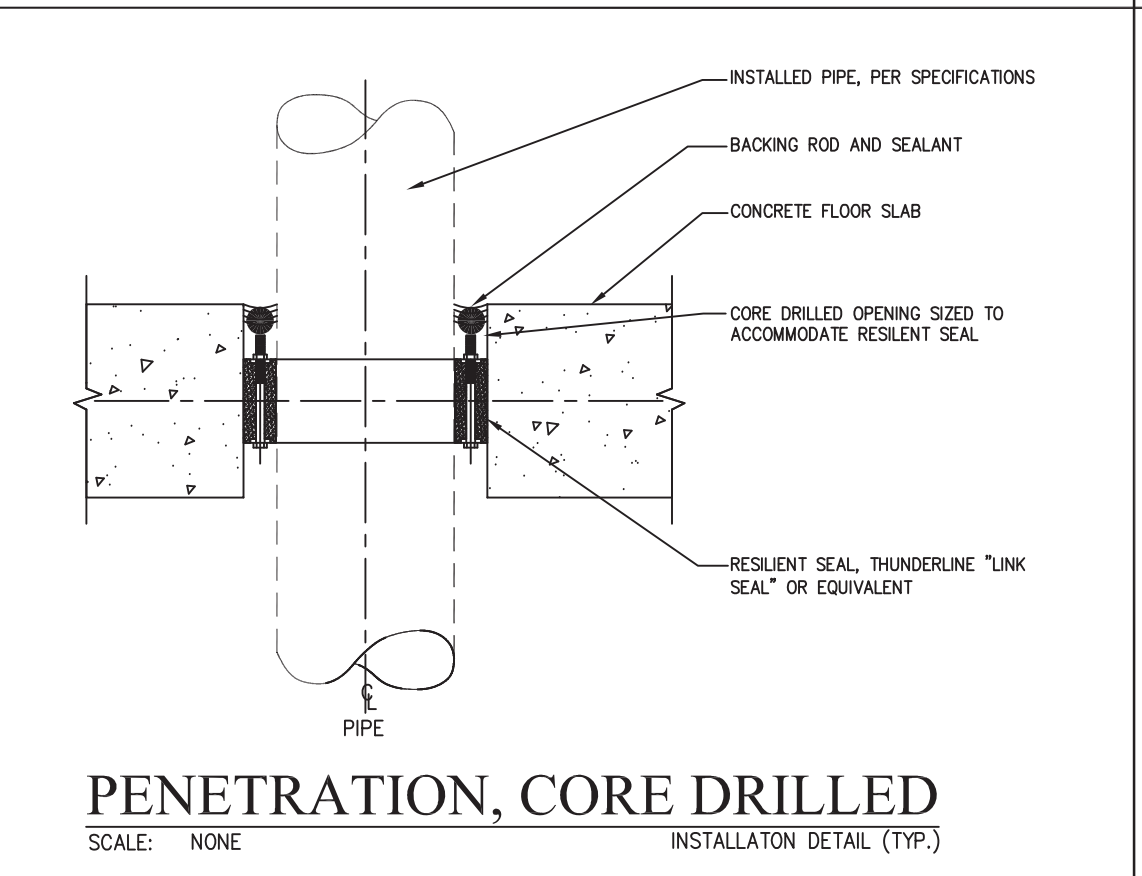 INSTALLED PIPE, PER SPECIFICATIONS
BACKING ROD AND SEALANT
CONCRETE FLOOR SLAB
CORE DRILLED OPENING SIZED TO
ACCOMMODATE RESILENT SEAL
RESILIENT SEAL, THUNDERLINE "LINK
SEAL" OR EQUIVALENT
℄
PIPE
PENETRATION, CORE DRILLED
SCALE: NONE
INSTALLATON DETAIL (TYP.)